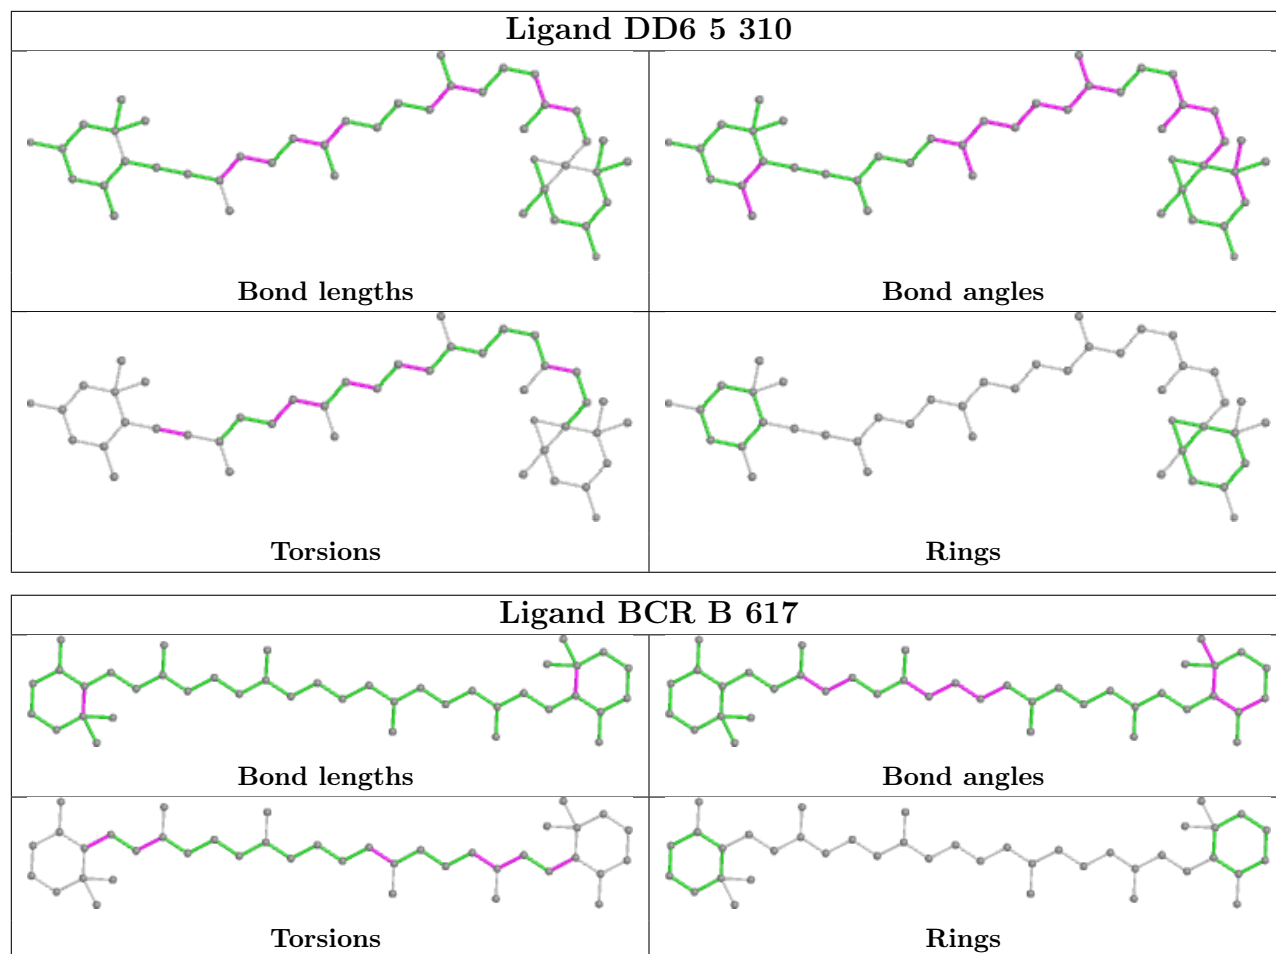 Ligand DD6 5 310
Bond lengths
Bond angles
Torsions
Rings
Ligand BCR B 617
Bond lengths
Bond angles
Torsions
Rings